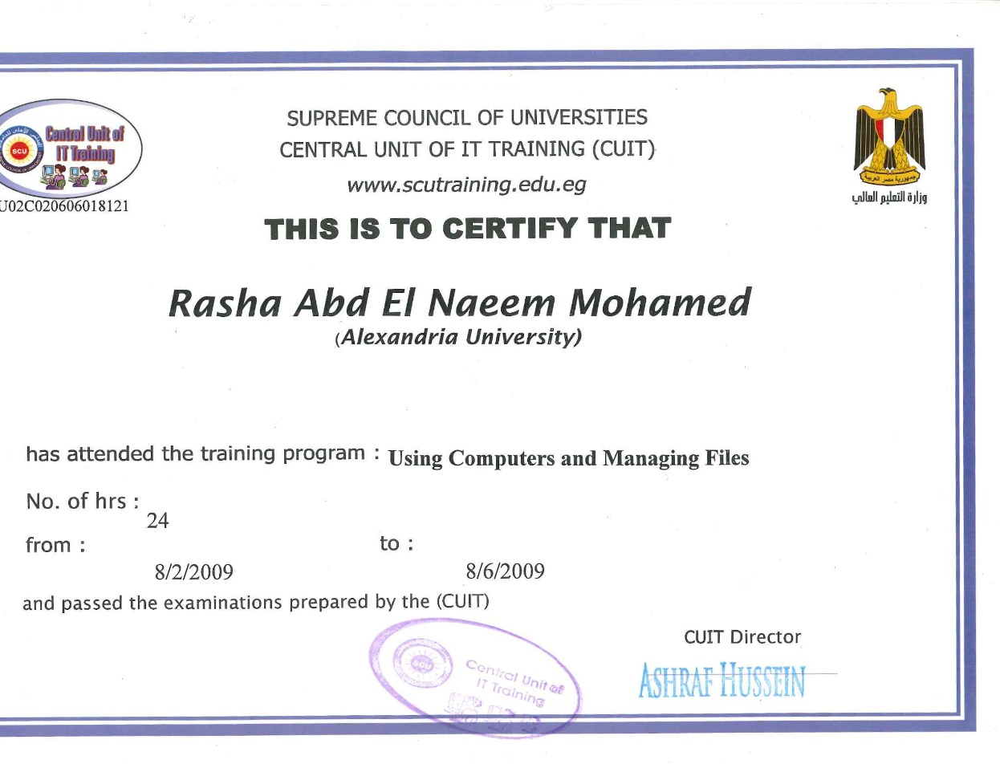 Central Unit of
IT Training
SCU
U02C020606018121
SUPREME COUNCIL OF UNIVERSITIES
CENTRAL UNIT OF IT TRAINING (CUIT)
www.scutraining.edu.eg
جمهورية مصر العربية
وزارة التعليم العالي
THIS IS TO CERTIFY THAT
Rasha Abd El Naeem Mohamed
(Alexandria University)
has attended the training program : Using Computers and Managing Files
No. of hrs :
24
from : to :
8/2/2009 8/6/2009
and passed the examinations prepared by the (CUIT)
CUIT Director
ASHRAF HUSSEIN
SCU
Central Unit of
IT Training